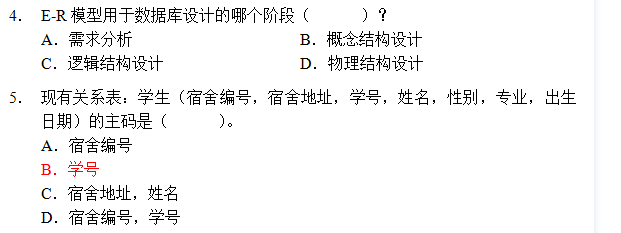 4. E-R 模型用于数据库设计的哪个阶段（ ）？
A. 需求分析 B. 概念结构设计
C. 逻辑结构设计 D. 物理结构设计
5. 现有关系表：学生（宿舍编号，宿舍地址，学号，姓名，性别，专业，出生
日期）的主码是（ ）。
A. 宿舍编号
B. 学号
C. 宿舍地址，姓名
D. 宿舍编号，学号